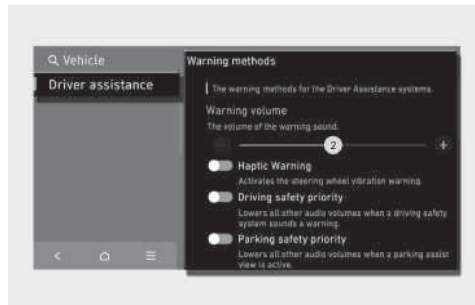 Vehicle
Driver assistance
Warning methods
The warning methods for the Driver Assistance systems.
Warning volume
The volume of the warning sound.
2
+
Haptic Warning
Activates the steering wheel vibration warning.
Driving safety priority
Lowers all other audio volumes when a driving safety
system sounds a warning.
Parking safety priority
Lowers all other audio volumes when a parking assist
view is active.